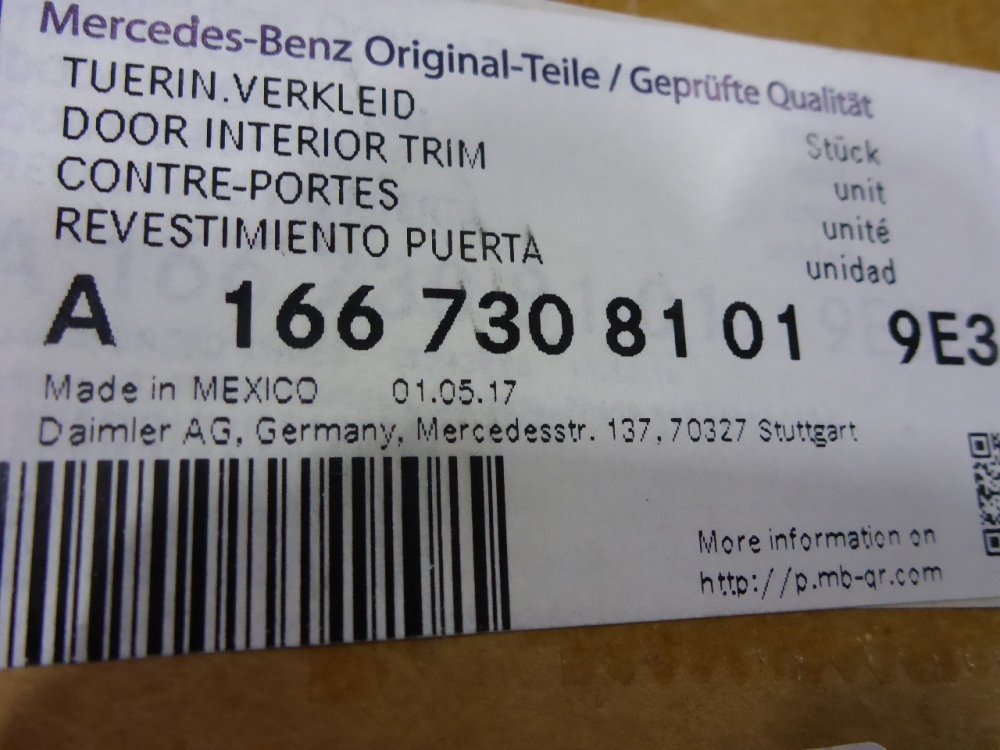 Mercedes-Benz Original-Teile / Geprüfte Qualität
TUERIN.VERKLEID
DOOR INTERIOR TRIM
CONTRE-PORTES
REVESTIMIENTO PUERTA
Stück
unit
unité
unidad
A 166 730 81 01 9E3
Made in MEXICO 01.05.17
Daimler AG, Germany, Mercedesstr. 137, 70327 Stuttgart
More information on
http://p.mb-qr.com